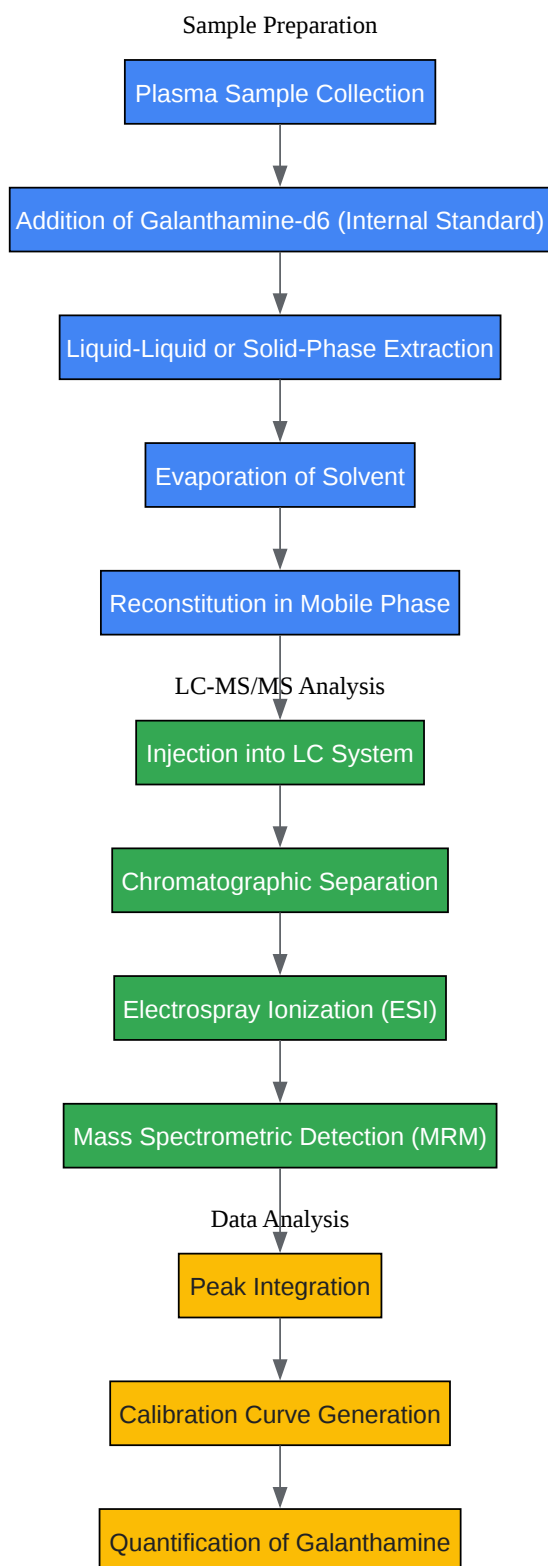 Sample Preparation
Plasma Sample Collection
Addition of Galanthamine-d6 (Internal Standard)
Liquid-Liquid or Solid-Phase Extraction
Evaporation of Solvent
Reconstitution in Mobile Phase
LC-MS/MS Analysis
Injection into LC System
Chromatographic Separation
Electrospray Ionization (ESI)
Mass Spectrometric Detection (MRM)
Data Analysis
Peak Integration
Calibration Curve Generation
Quantification of Galanthamine